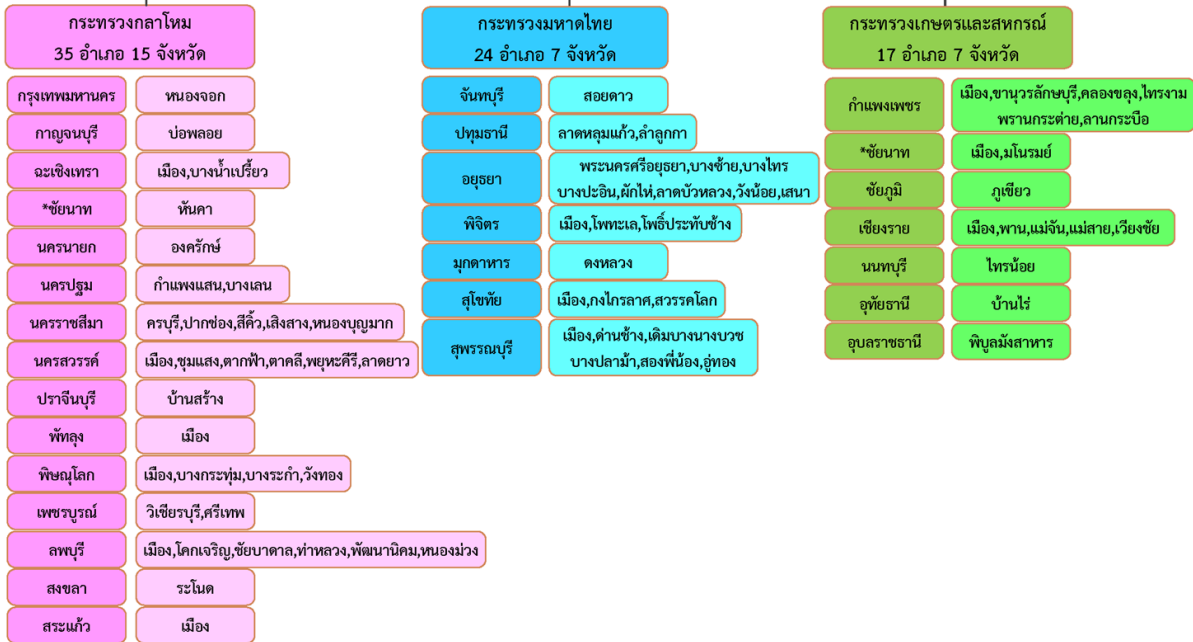 กระทรวงกลาโหม
35 อำเภอ 15 จังหวัด
กรุงเทพมหานคร
หนองจอก
กาญจนบุรี
บ่อพลอย
ฉะเชิงเทรา
เมือง,บางน้ำเปรี้ยว
*ชัยนาท
หันคา
นครนายก
องครักษ์
นครปฐม
กำแพงแสน,บางเลน
นครราชสีมา
ครบุรี,ปากช่อง,สีคิ้ว,เสิงสาง,หนองบุญมาก
นครสวรรค์
เมือง,ชุมแสง,ตากฟ้า,ตาคลี,พยุหะคีรี,ลาดยาว
ปราจีนบุรี
บ้านสร้าง
พัทลุง
เมือง
พิษณุโลก
เมือง,บางกระทุ่ม,บางระกำ,วังทอง
เพชรบูรณ์
วิเชียรบุรี,ศรีเทพ
ลพบุรี
เมือง,โคกเจริญ,ชัยบาดาล,ท่าหลวง,พัฒนานิคม,หนองม่วง
สงขลา
ระโนด
สระแก้ว
เมือง
กระทรวงมหาดไทย
24 อำเภอ 7 จังหวัด
จันทบุรี
สอยดาว
ปทุมธานี
ลาดหลุมแก้ว,ลำลูกกา
อยุธยา
พระนครศรีอยุธยา,บางซ้าย,บางไทร
บางปะอิน,ผักไห่,ลาดบัวหลวง,วังน้อย,เสนา
พิจิตร
เมือง,โพทะเล,โพธิ์ประทับช้าง
มุกดาหาร
ดงหลวง
สุโขทัย
เมือง,กงไกรลาศ,สวรรคโลก
สุพรรณบุรี
เมือง,ด่านช้าง,เดิมบางนางบวช
บางปลาม้า,สองพี่น้อง,อู่ทอง
กระทรวงเกษตรและสหกรณ์
17 อำเภอ 7 จังหวัด
กำแพงเพชร
เมือง,ขานุวรลักษบุรี,คลองขลุง,ไทรงาม
พรานกระต่าย,ลานกระบือ
*ชัยนาท
เมือง,มโนรมย์
ชัยภูมิ
ภูเขียว
เชียงราย
เมือง,พาน,แม่จัน,แม่สาย,เวียงชัย
นนทบุรี
ไทรน้อย
อุทัยธานี
บ้านไร่
อุบลราชธานี
พิบูลมังสาหาร